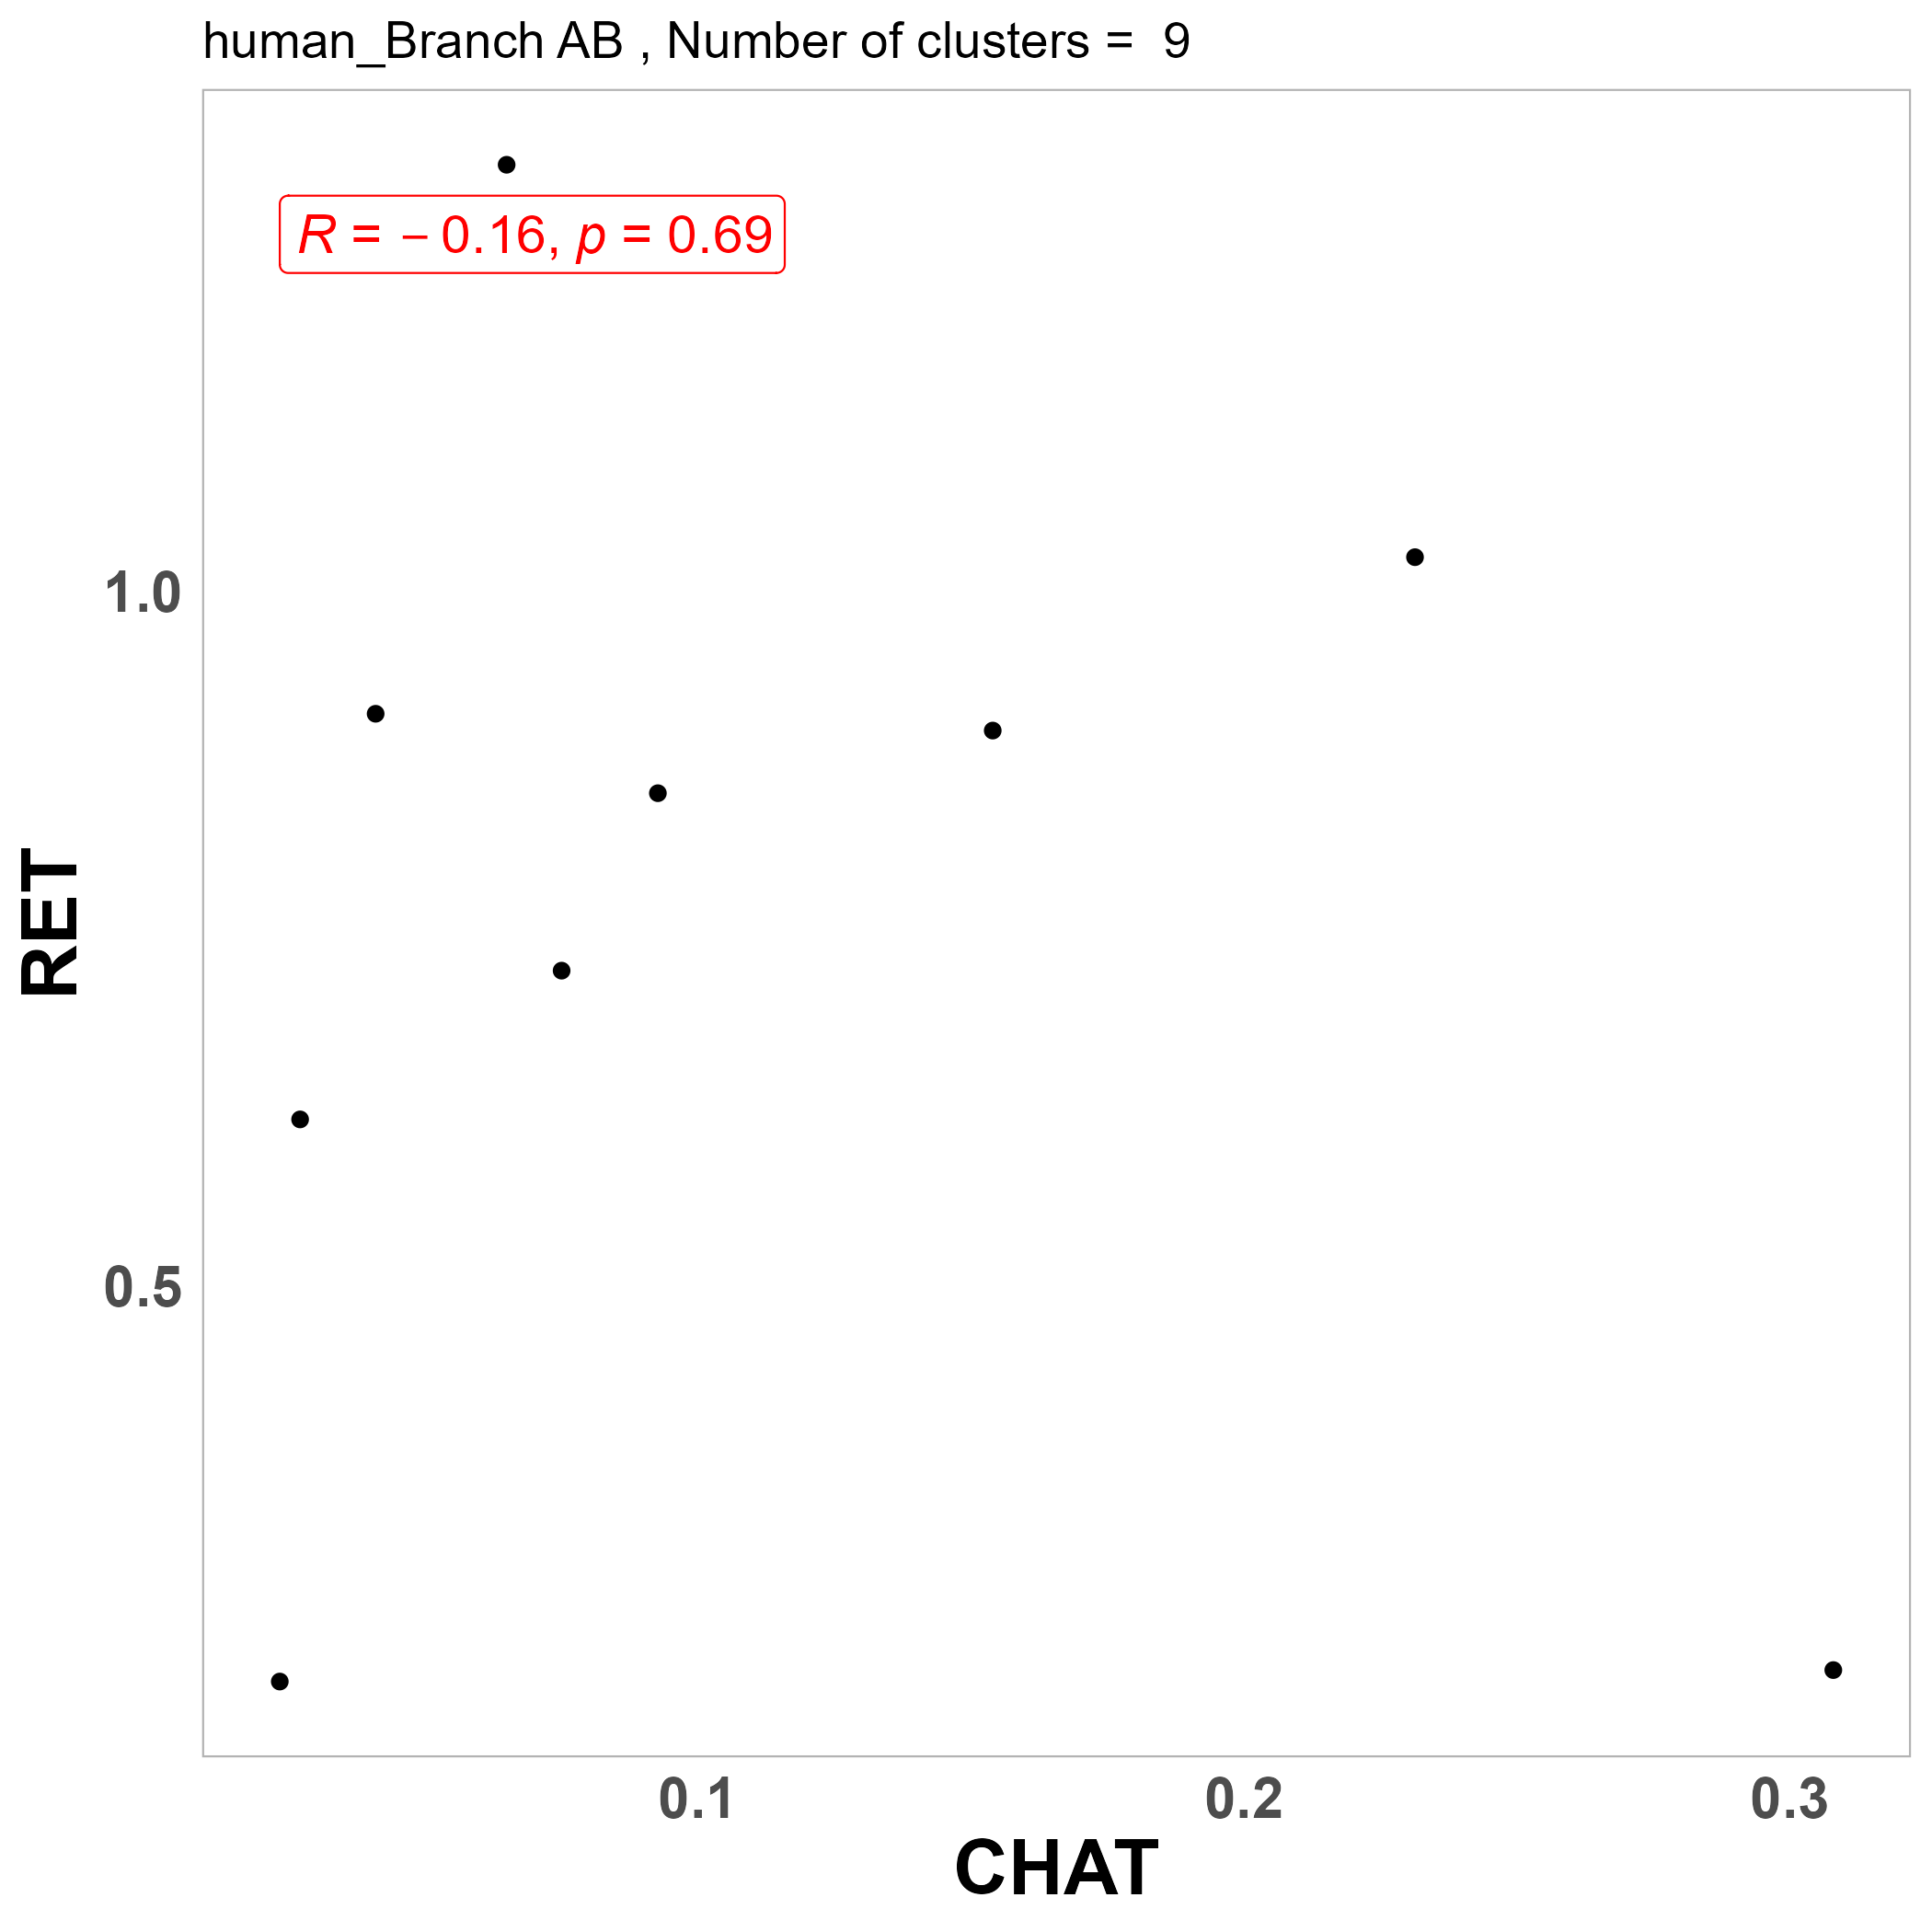 human_Branch AB , Number of clusters =  9
R = − 0.16, p = 0.69
1.0
0.5
RET
0.1 0.2 0.3
CHAT